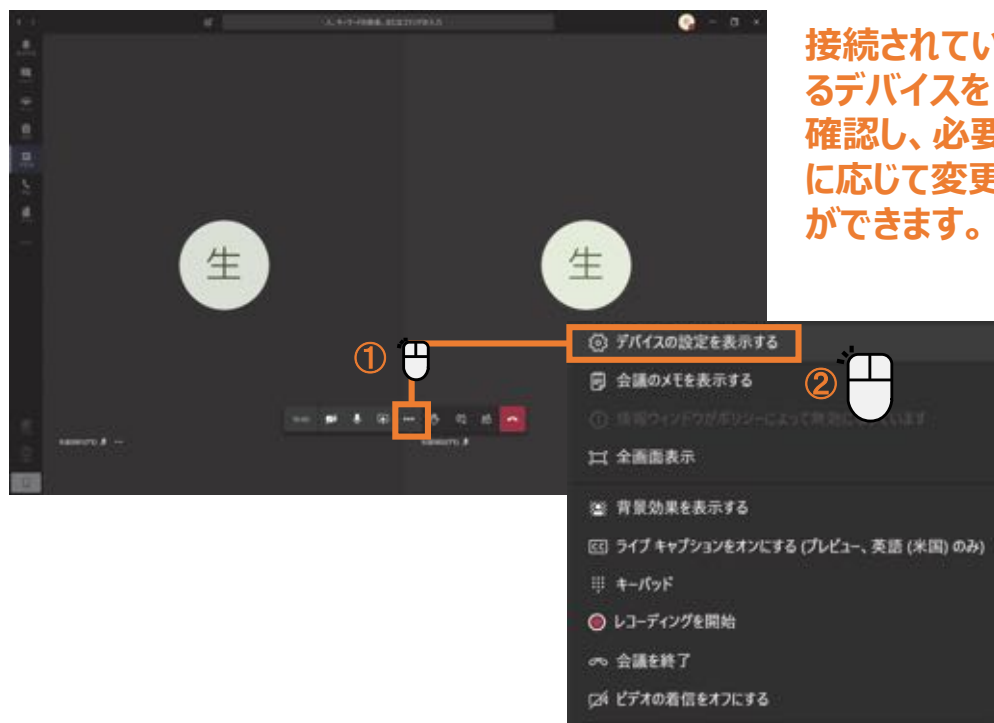 接続されてい
るデバイスを
確認し、必要
に応じて変更
ができます。
生
生
①
デバイスの設定を表示する
②
会議のメモを表示する
全画面表示
背景効果を表示する
CC ライブ キャプションをオンにする (プレビュー、英語 (米国) のみ)
キーパッド
レコーディングを開始
会議を終了
ビデオの着信をオフにする